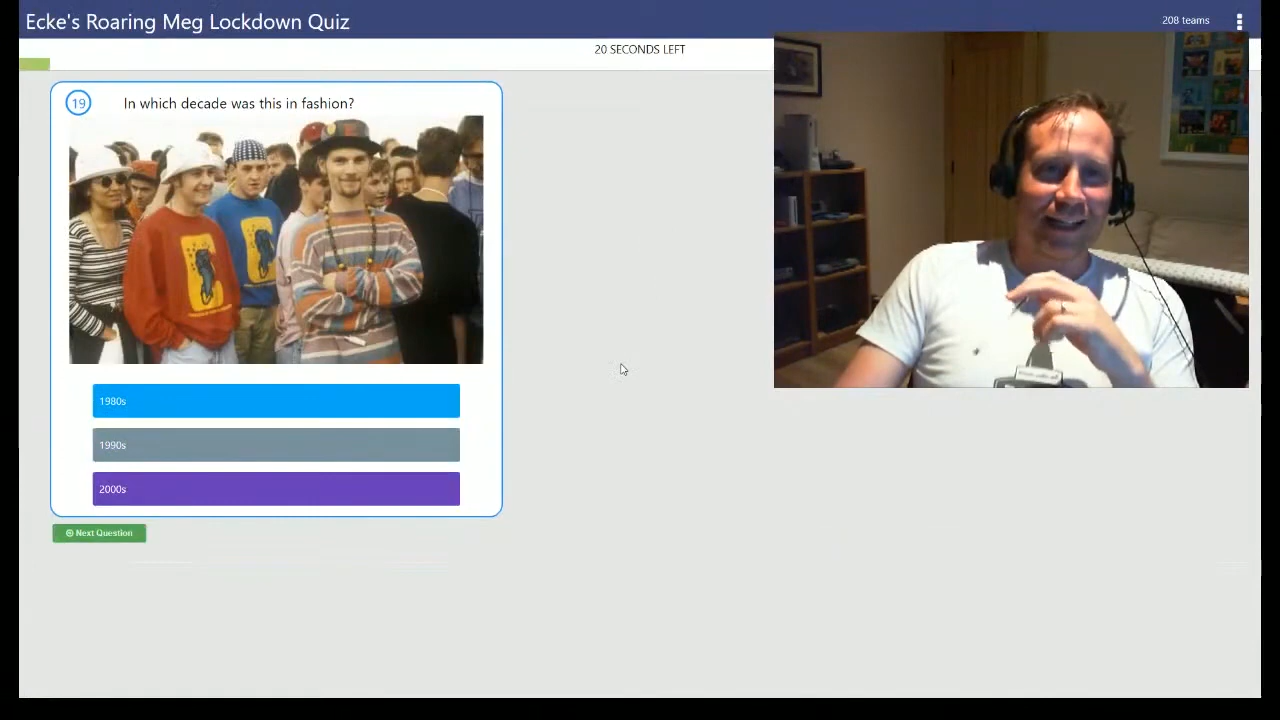 Ecke's Roaring Meg Lockdown Quiz
208 teams
20 SECONDS LEFT
19
In which decade was this in fashion?
1980s
1990s
2000s
Next Question